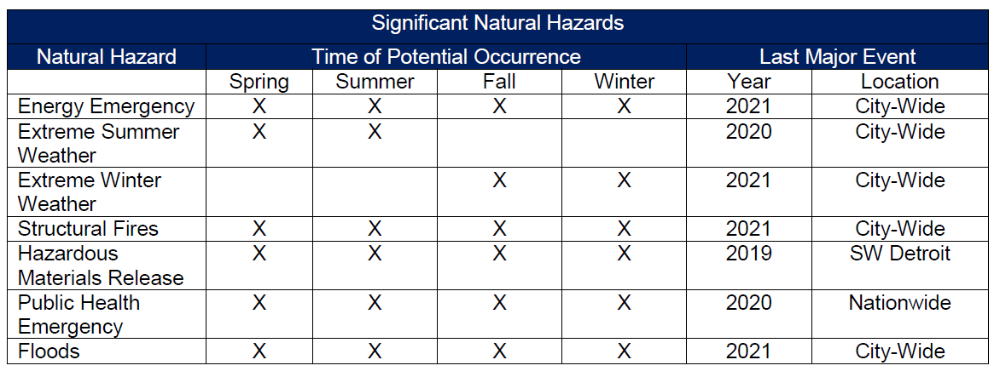 Significant Natural Hazards
Natural Hazard Time of Potential Occurrence Last Major Event
Spring Summer Fall Winter Year Location
Energy Emergency X X X X 2021 City-Wide
Extreme Summer X X 2020 City-Wide
Weather
Extreme Winter X X 2021 City-Wide
Weather
Structural Fires X X X X 2021 City-Wide
Hazardous X X X X 2019 SW Detroit
Materials Release
Public Health X X X X 2020 Nationwide
Emergency
Floods X X X X 2021 City-Wide